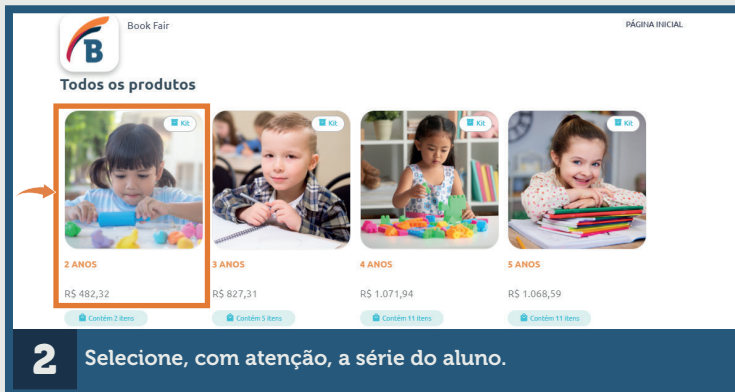 Book Fair
PÁGINA INICIAL
B
Todos os produtos
Kit
Kit
Kit
Kit
2 ANOS
3 ANOS
4 ANOS
5 ANOS
R$ 482,32
R$ 827,31
R$ 1.071,94
R$ 1.068,59
Contém 2 itens
Contém 5 itens
Contém 11 itens
Contém 11 itens
2
Selecione, com atenção, a série do aluno.